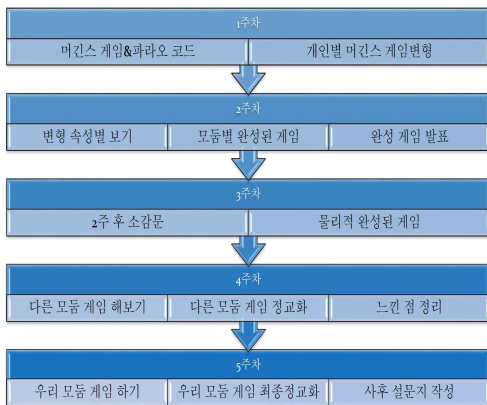 1주차
머긴스 게임&파라오 코드 개인별 머긴스 게임변형
2주차
변형 속성별 보기 모둠별 완성된 게임 완성 게임 발표
3주차
2주 후 소감문 물리적 완성된 게임
4주차
다른 모둠 게임 해보기 다른 모둠 게임 정교화 느낀 점 정리
5주차
우리 모둠 게임 하기 우리 모둠 게임 최종정교화 사후 설문지 작성